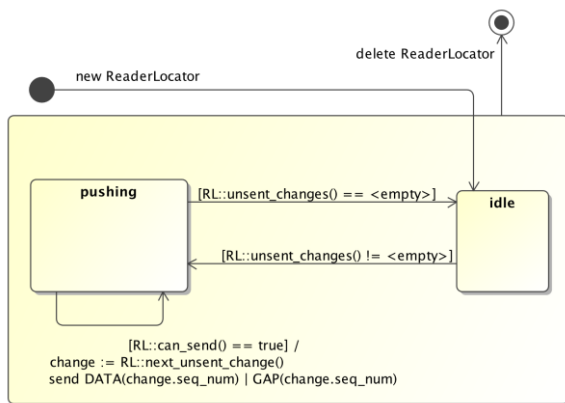 delete ReaderLocator
new ReaderLocator
pushing
[RL::unsent_changes() == <empty>]
idle
[RL::unsent_changes() != <empty>]
[RL::can_send() == true] /
change := RL::next_unsent_change()
send DATA(change.seq_num) | GAP(change.seq_num)